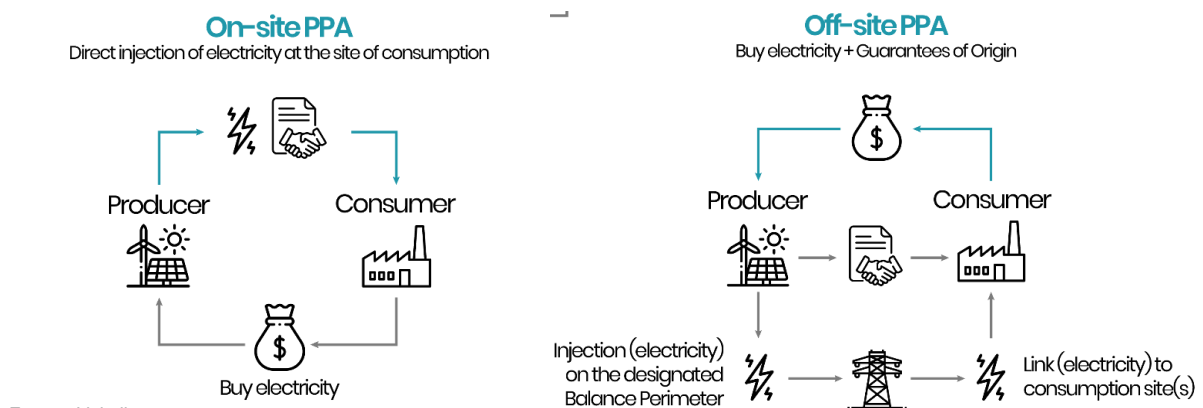 On-site PPA
Direct injection of electricity at the site of consumption
Producer
Consumer
$
Buy electricity
Off-site PPA
Buy electricity + Guarantees of Origin
$
Producer
Consumer
Injection (electricity)
on the designated
Balance Perimeter
Link (electricity) to
consumption site(s)